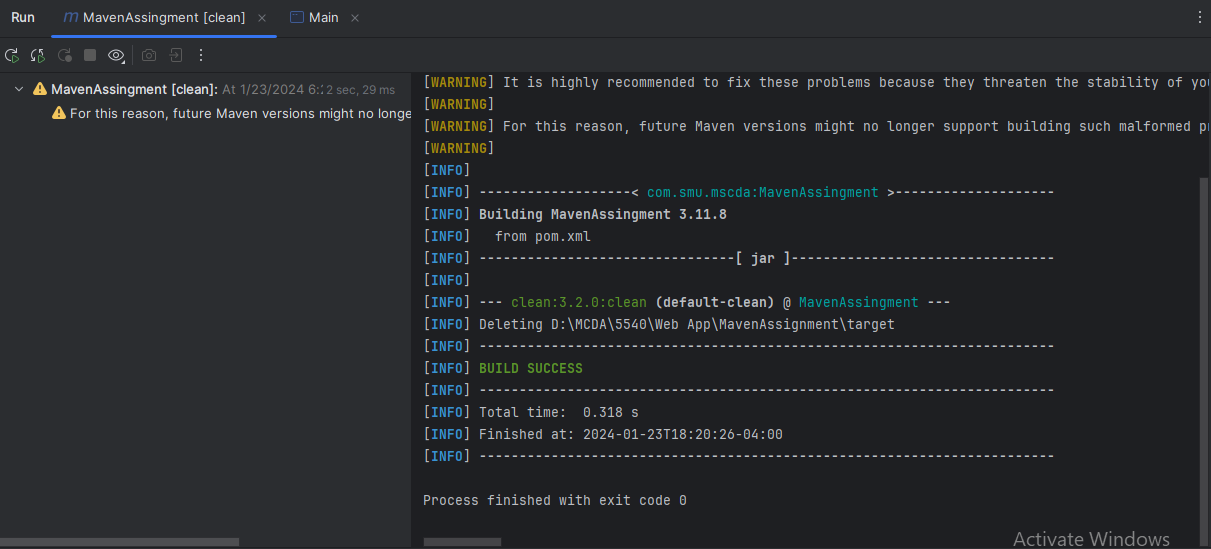 Run MavenAssingment [clean] Main
MavenAssingment [clean]: At 1/23/2024 6:: 2 sec, 29 ms
For this reason, future Maven versions might no longe
[WARNING] It is highly recommended to fix these problems because they threaten the stability of yo
[WARNING]
[WARNING] For this reason, future Maven versions might no longer support building such malformed p
[WARNING]
[INFO]
[INFO] -------------------< com.smu.mscda:MavenAssingment >--------------------
[INFO] Building MavenAssingment 3.11.8
[INFO]   from pom.xml
[INFO] --------------------------------[ jar ]---------------------------------
[INFO]
[INFO] --- clean:3.2.0:clean (default-clean) @ MavenAssingment ---
[INFO] Deleting D:\MCDA\5540\Web App\MavenAssignment\target
[INFO] ------------------------------------------------------------------------
[INFO] BUILD SUCCESS
[INFO] ------------------------------------------------------------------------
[INFO] Total time:  0.318 s
[INFO] Finished at: 2024-01-23T18:20:26-04:00
[INFO] ------------------------------------------------------------------------
Process finished with exit code 0
Activate Windows